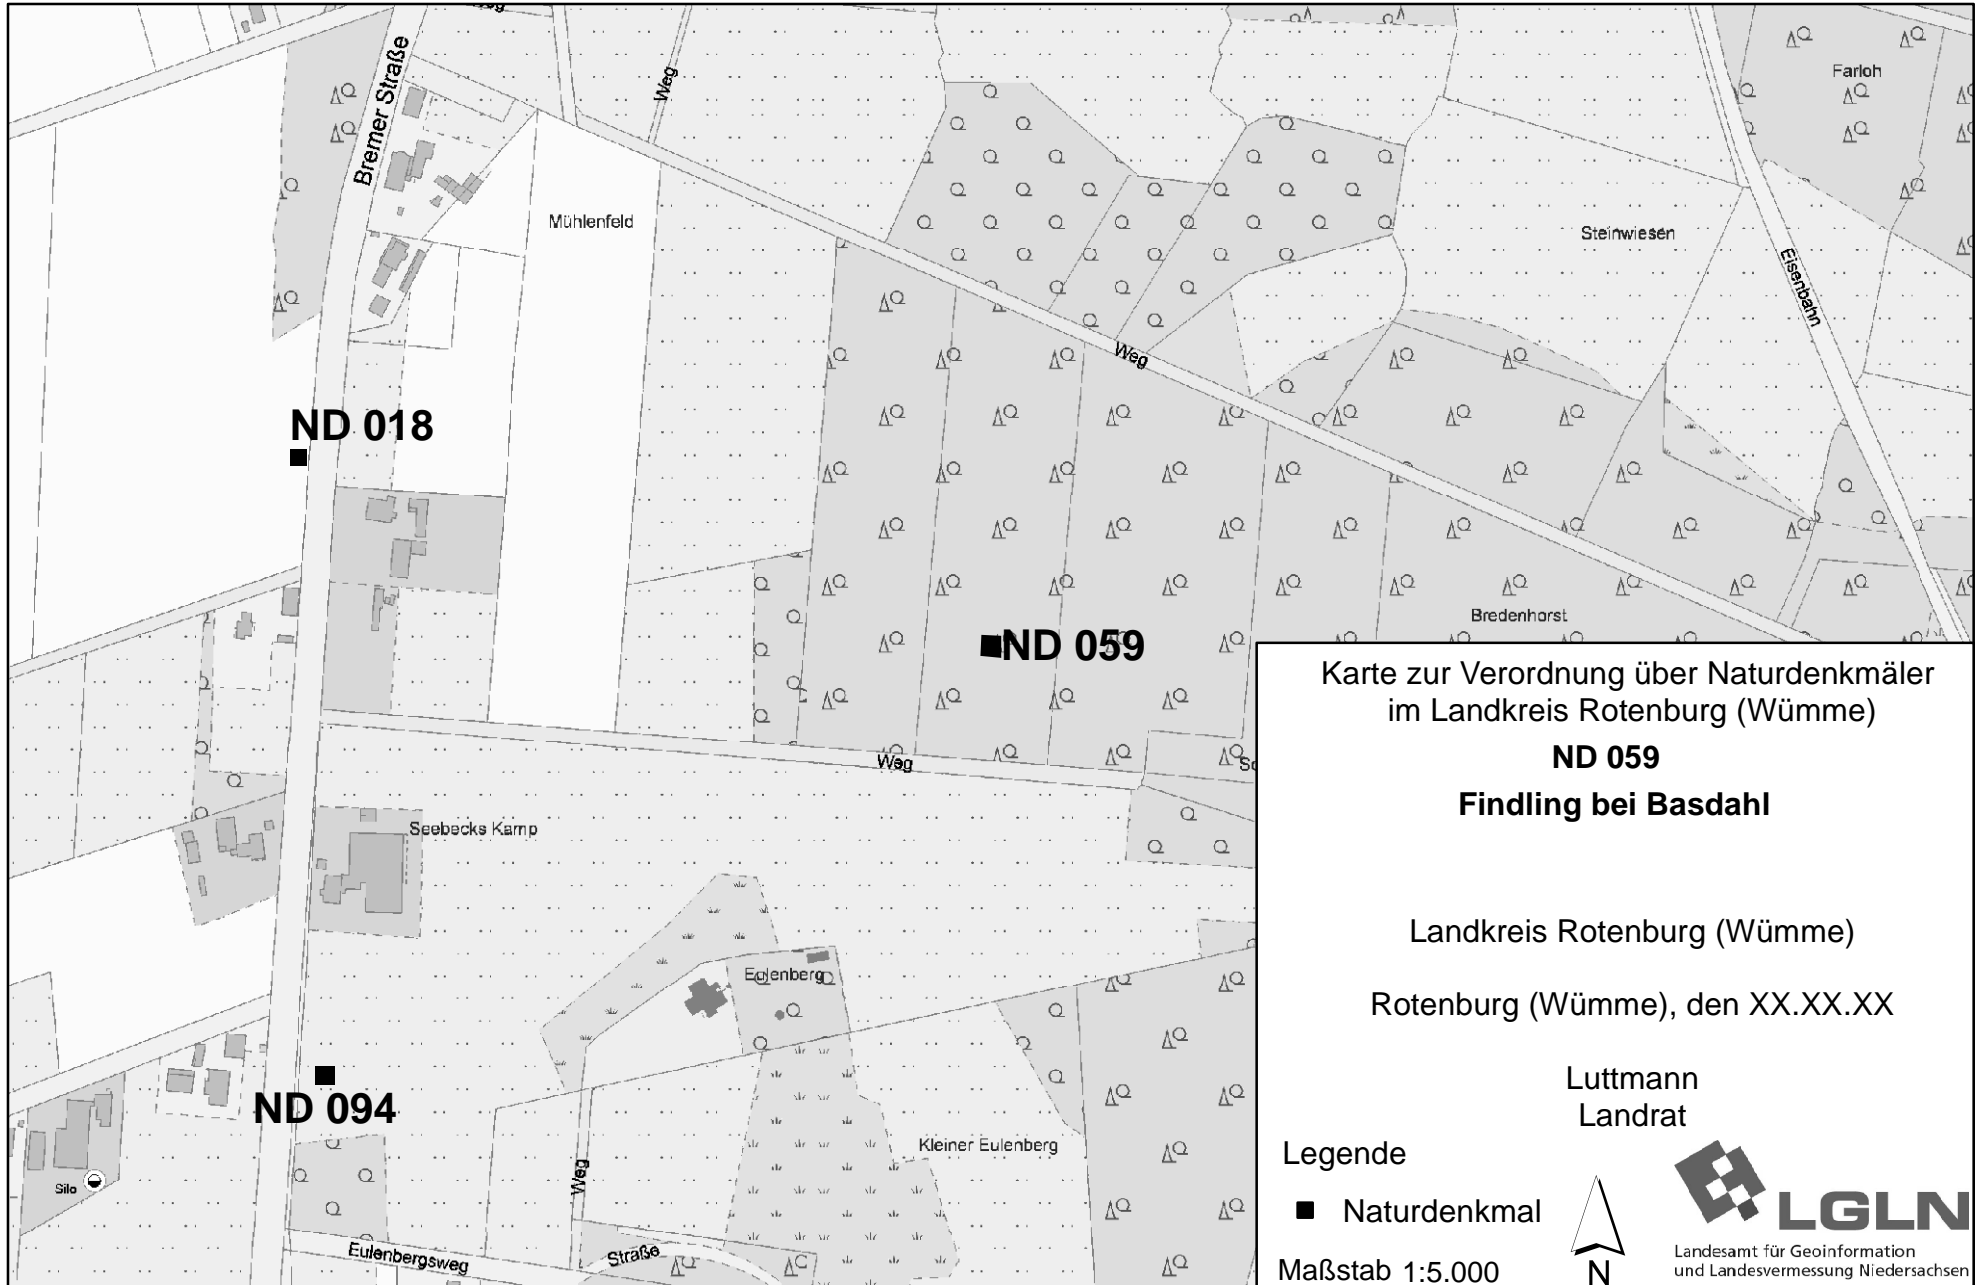 Weg
Farloh
Bremer Straße
Weg
Mühlenfeld
Steinwiesen
Eisenbahn
Weg
ND 018
Bredenhorst
ND 059
Weg
Seebecks Kamp
Eulenberg
ND 094
Kleiner Eulenberg
Silo
Weg
Eulenbergsweg
Straße
Karte zur Verordnung über Naturdenkmäler
im Landkreis Rotenburg (Wümme)
ND 059
Findling bei Basdahl
Landkreis Rotenburg (Wümme)
Rotenburg (Wümme), den XX.XX.XX
Luttmann
Landrat
Legende
Naturdenkmal
Maßstab 1:5.000
N
LGLN
Landesamt für Geoinformation
und Landesvermessung Niedersachsen